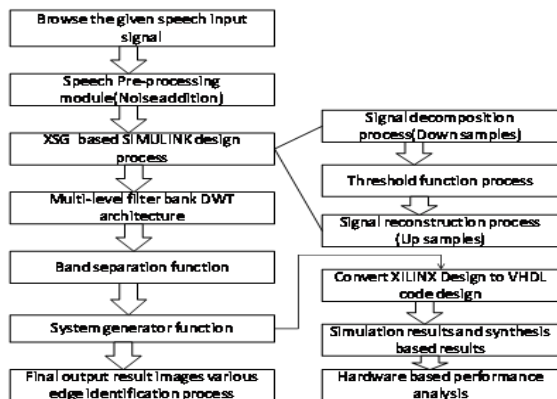 Browse the given speech input
signal
Speech Pre-processing
module(Noiseaddition)
XSG based SIMULINK design
process
Multi-level filter bank DWT
architecture
Band separation function
System generator function
Final output result images various
edge identification process
Signal decomposition
process(Down samples)
Threshold function process
Signal reconstruction process
(Up samples)
Convert XILINX Design to VHDL
code design
Simulation results and synthesis
based results
Hardware based performance
analysis